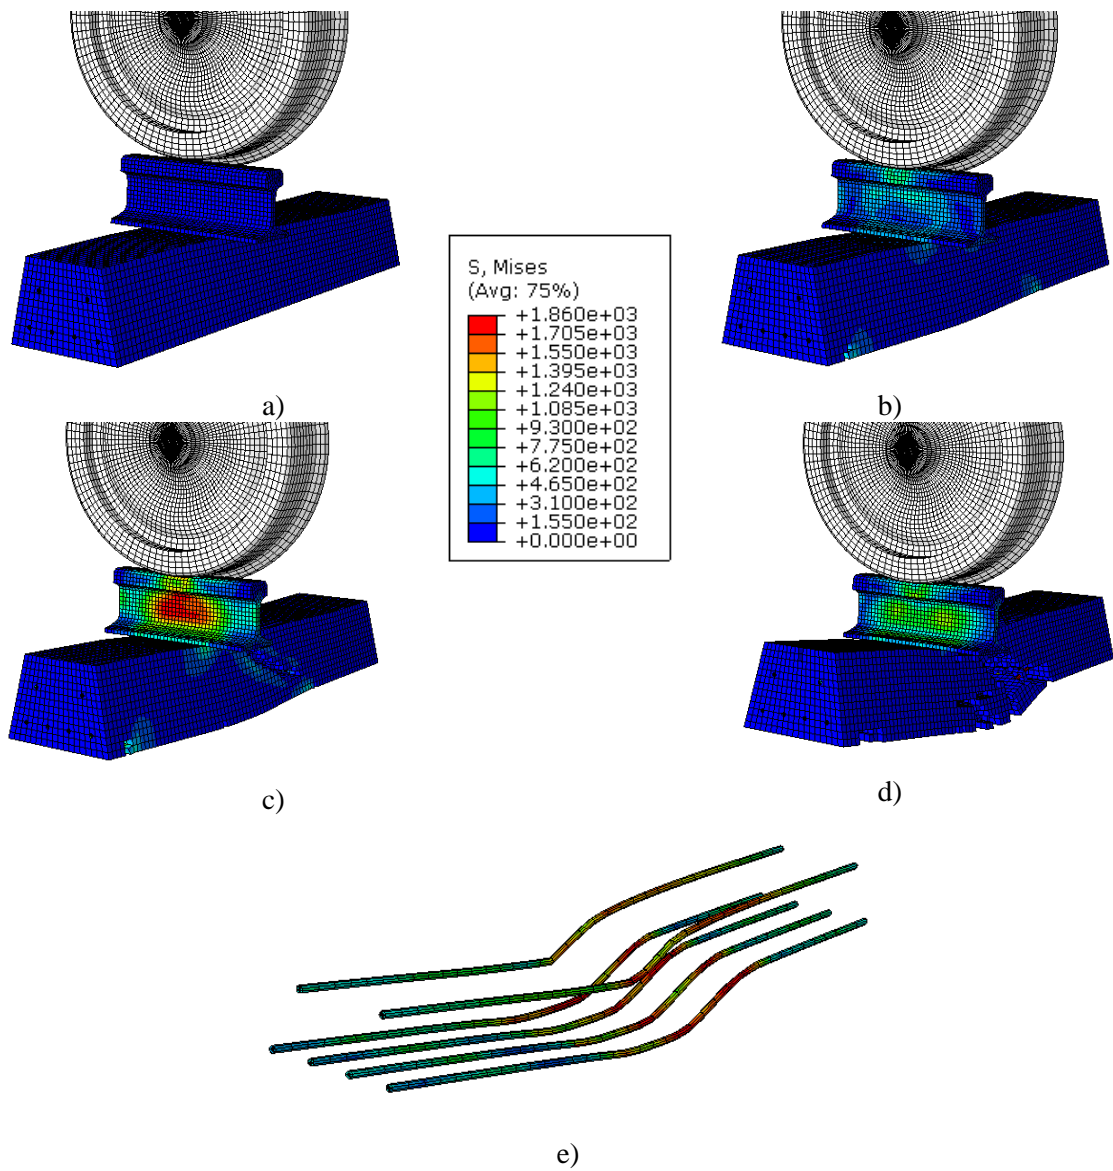 S, Mises
(Avg: 75%)
+1.860e+03
+1.705e+03
+1.550e+03
+1.395e+03
+1.240e+03
+1.085e+03
+9.300e+02
+7.750e+02
+6.200e+02
+4.650e+02
+3.100e+02
+1.550e+02
+0.000e+00
a)
b)
c)
d)
e)